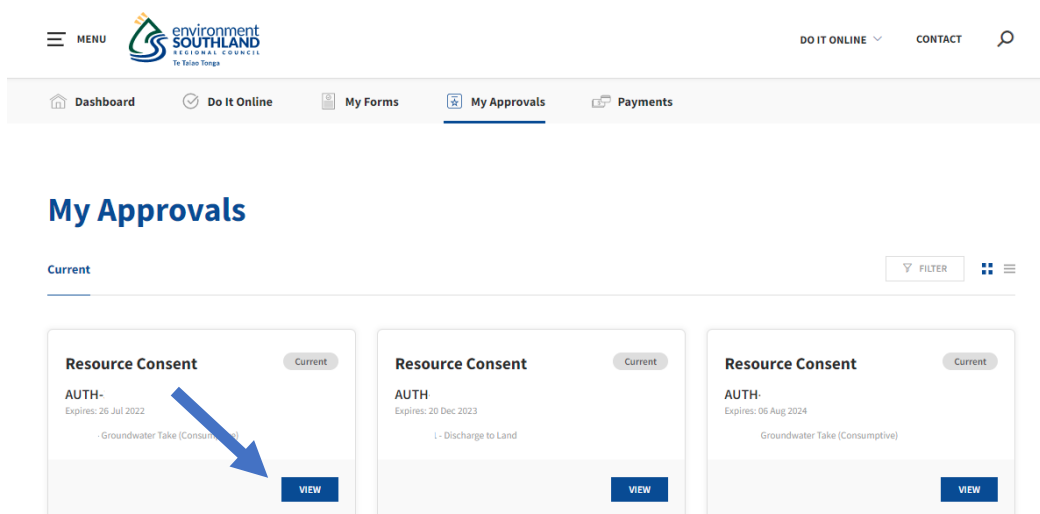 MENU
environment
SOUTHLAND
REGIONAL COUNCIL
Te Taiao Tonga
DO IT ONLINE
CONTACT
Dashboard
Do It Online
My Forms
My Approvals
Payments
My Approvals
Current
FILTER
Resource Consent
Current
AUTH-
Expires: 26 Jul 2022
Groundwater Take (Consumptive)
VIEW
Resource Consent
Current
AUTH
Expires: 20 Dec 2023
- Discharge to Land
VIEW
Resource Consent
Current
AUTH-
Expires: 06 Aug 2024
Groundwater Take (Consumptive)
VIEW